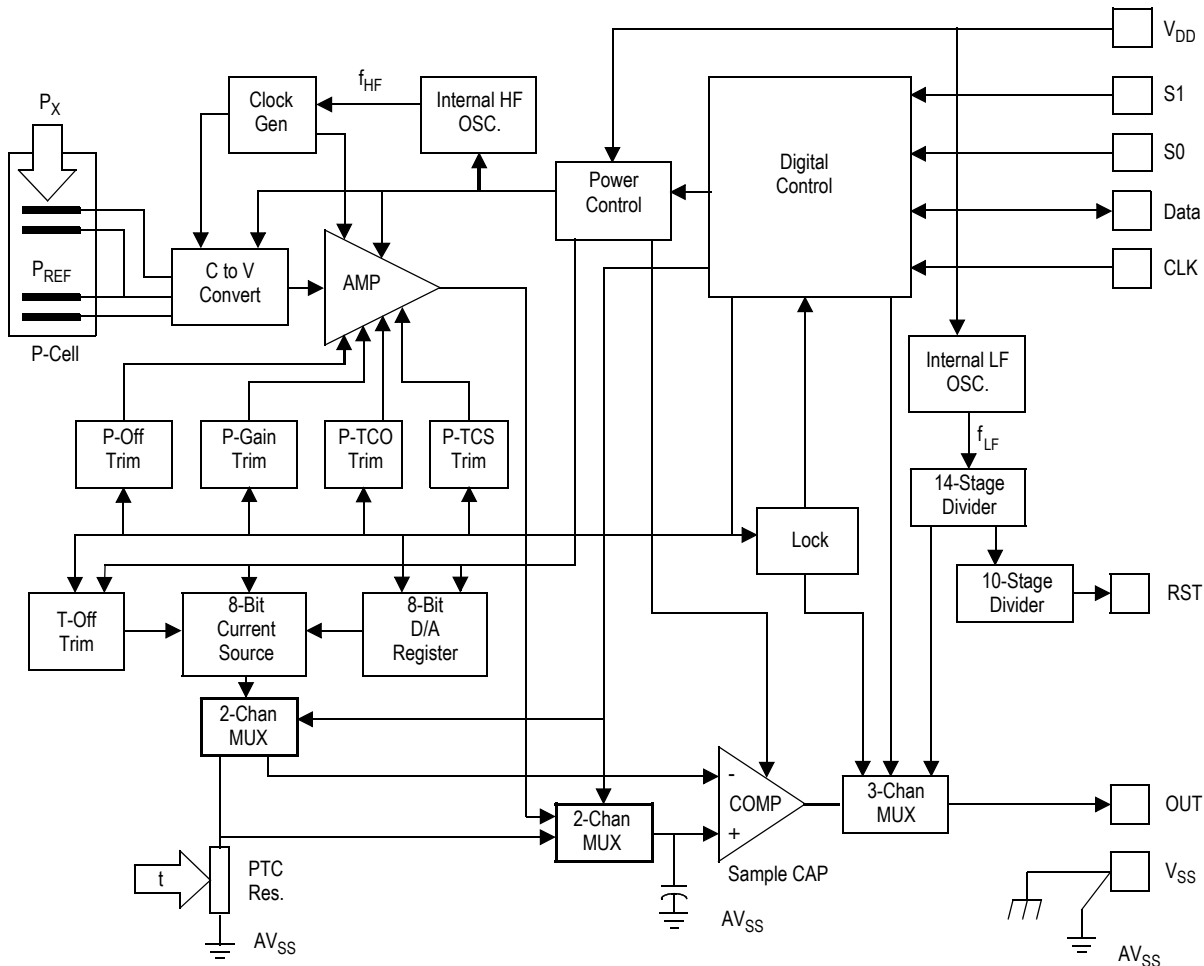 V_DD
f_HF
Clock
Gen
Internal HF
OSC.
S1
P_X
Digital
Control
S0
Power
Control
Data
P_REF
C to V
Convert
AMP
CLK
P-Cell
Internal LF
OSC.
P-Off
Trim
P-Gain
Trim
P-TCO
Trim
P-TCS
Trim
f_LF
14-Stage
Divider
Lock
10-Stage
Divider
RST
T-Off
Trim
8-Bit
Current
Source
8-Bit
D/A
Register
2-Chan
MUX
-
COMP
+
3-Chan
MUX
OUT
2-Chan
MUX
t
PTC
Res.
Sample CAP
V_SS
AV_SS
AV_SS
AV_SS